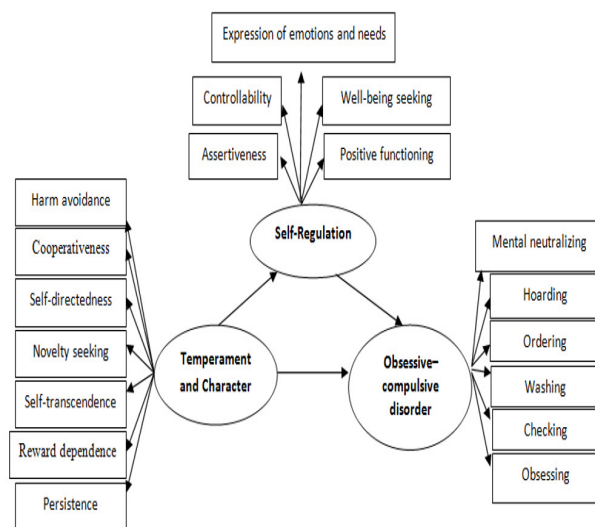 Expression of emotions and needs
Controllability
Well-being seeking
Assertiveness
Positive functioning
Self-Regulation
Harm avoidance
Cooperativeness
Self-directedness
Novelty seeking
Self-transcendence
Reward dependence
Persistence
Temperament
and Character
Obsessive–
compulsive
disorder
Mental neutralizing
Hoarding
Ordering
Washing
Checking
Obsessing